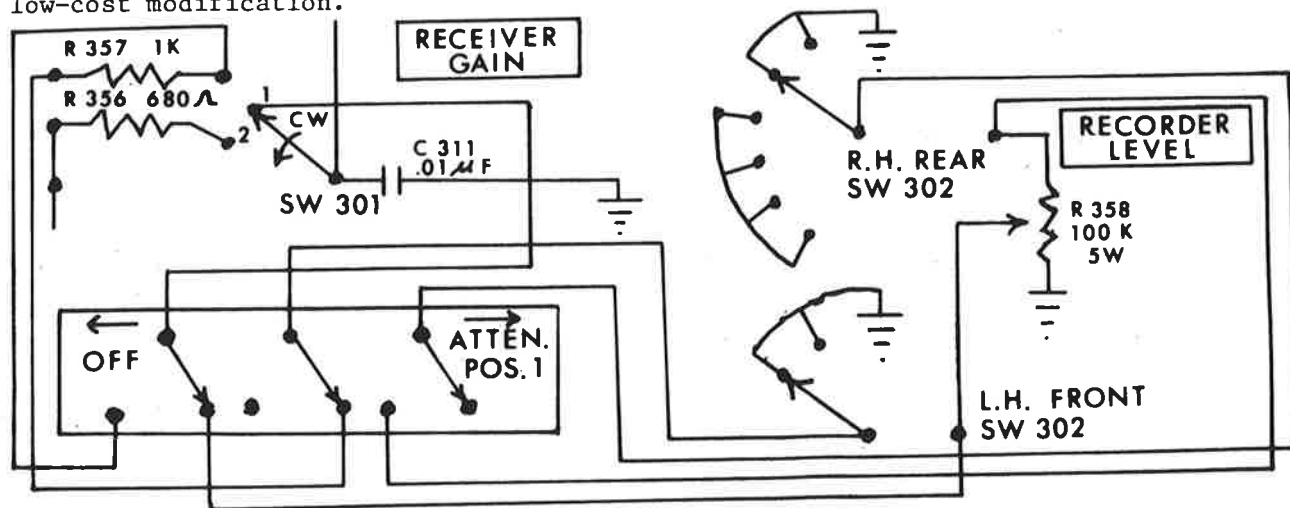 low-cost modification.
R 357 1K
R 356 680Ω
1
2
CW
SW 301
C 311
.01μF
RECEIVER
GAIN
R.H. REAR
SW 302
RECORDER
LEVEL
R 358
100 K
5W
OFF
ATTEN.
POS. 1
L.H. FRONT
SW 302